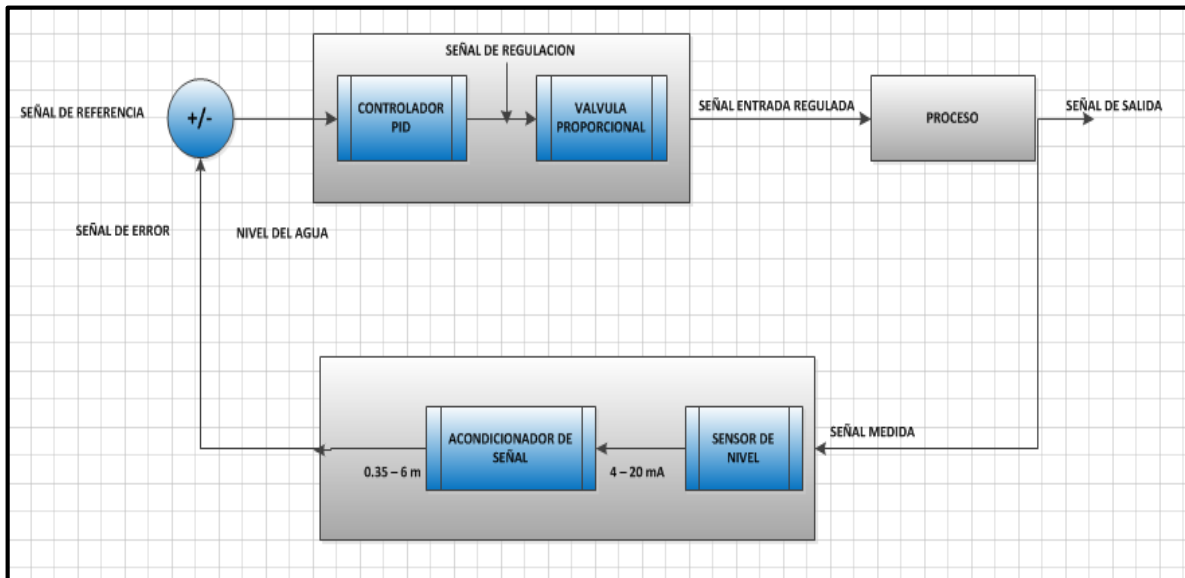 SEÑAL DE REGULACION
SEÑAL DE REFERENCIA
+/-
CONTROLADOR
PID
VALVULA
PROPORCIONAL
SEÑAL ENTRADA REGULADA
PROCESO
SEÑAL DE SALIDA
SEÑAL DE ERROR
NIVEL DEL AGUA
ACONDICIONADOR DE
SEÑAL
SENSOR DE
NIVEL
SEÑAL MEDIDA
0.35 – 6 m
4 – 20 mA